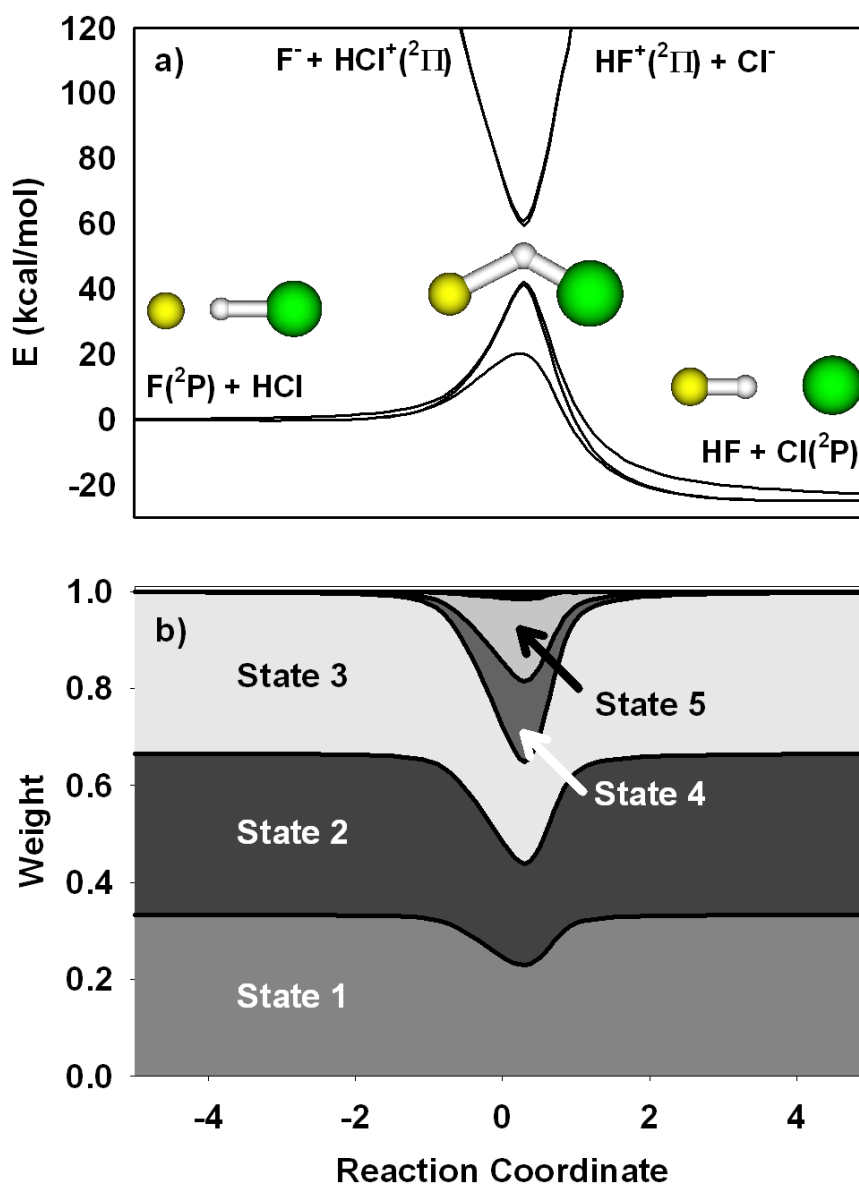 120
100
80
60
40
20
0
-20
E (kcal/mol)
a)
F⁻ + HCl⁺(²Π)
HF⁺(²Π) + Cl⁻
F(²P) + HCl
HF + Cl(²P)
1.0
0.8
0.6
0.4
0.2
0.0
Weight
b)
State 3
State 5
State 4
State 2
State 1
-4
-2
0
2
4
Reaction Coordinate